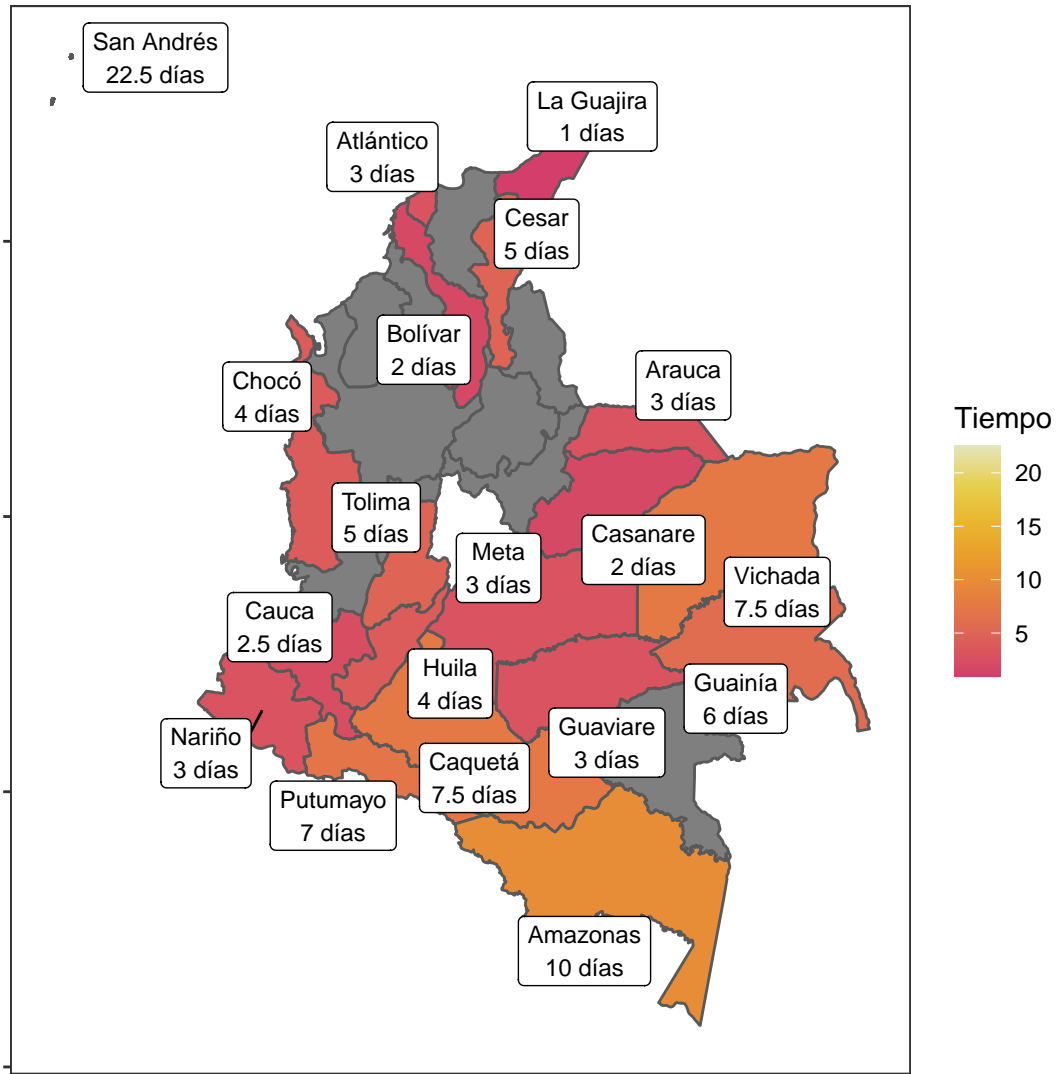 San Andrés
22.5 días
La Guajira
1 días
Atlántico
3 días
Cesar
5 días
Bolívar
2 días
Chocó
4 días
Arauca
3 días
Tiempo
20
15
10
5
Tolima
5 días
Meta
3 días
Casanare
2 días
Vichada
7.5 días
Cauca
2.5 días
Huila
4 días
Guainía
6 días
Nariño
3 días
Guaviare
3 días
Caquetá
7.5 días
Putumayo
7 días
Amazonas
10 días